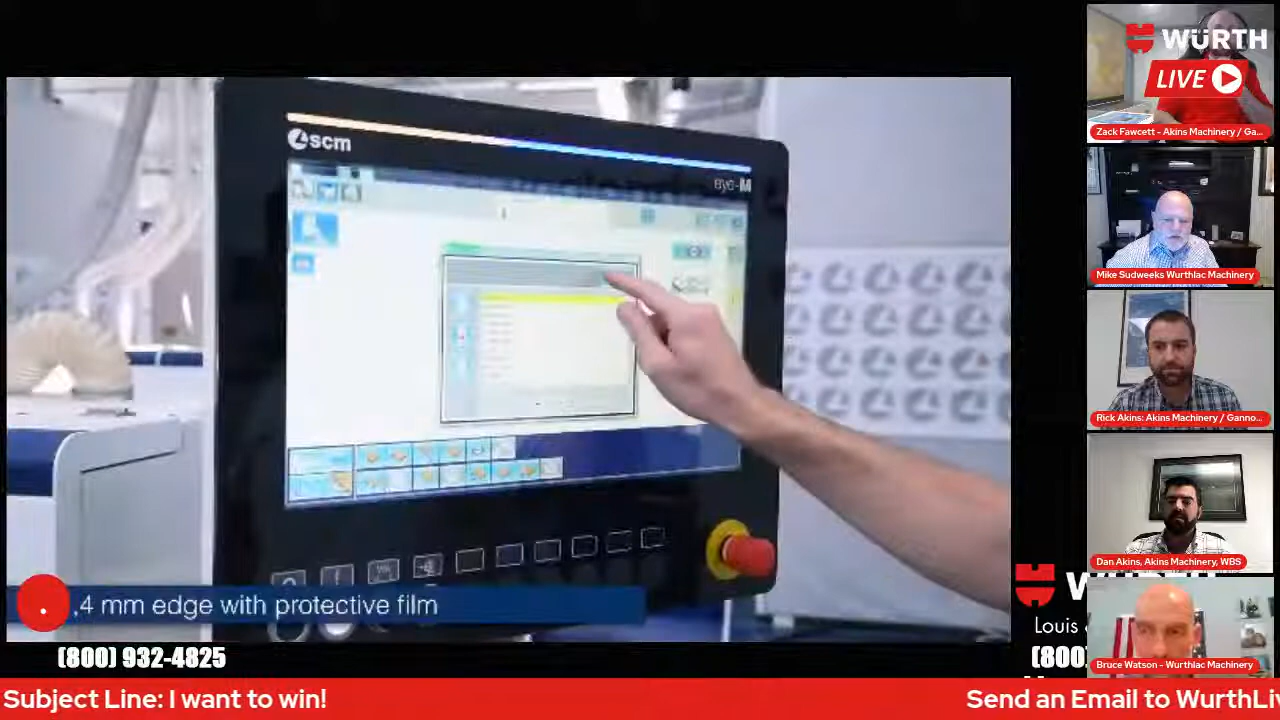 WÜRTH
LIVE
Zack Fawcett - Akins Machinery / Ga...
scm
eye-M
Mike Sudweeks Wurthlac Machinery
Rick Akins: Akins Machinery / Ganno...
Dan Akins, Akins Machinery, WBS
,4 mm edge with protective film
Louis
(800) 932-4825
(800)
Bruce Watson - Wurthlac Machinery
Subject Line: I want to win!
Send an Email to WurthLiv